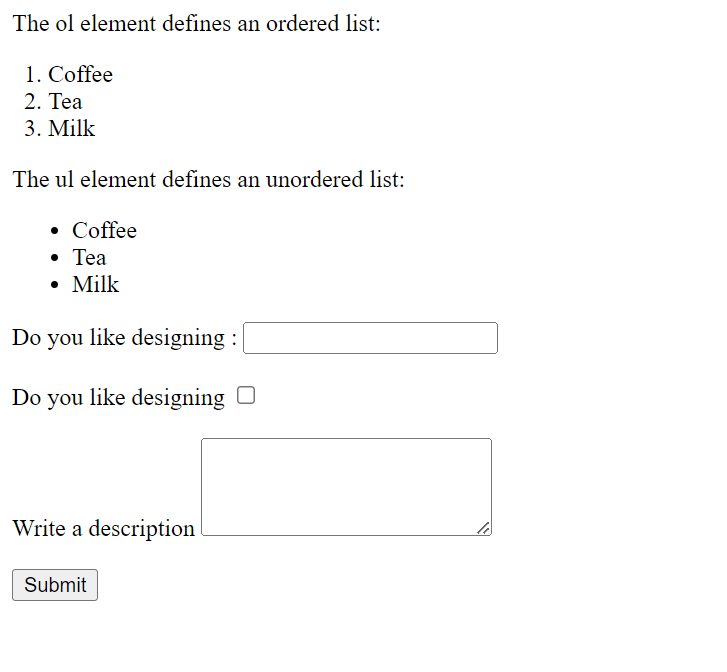 The ol element defines an ordered list:
1. Coffee
2. Tea
3. Milk
The ul element defines an unordered list:
• Coffee
• Tea
• Milk
Do you like designing :
Do you like designing
Write a description
Submit